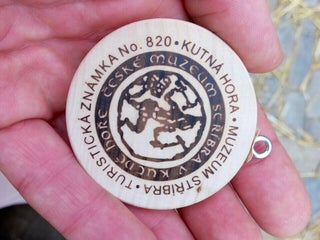 TURISTICKÁ ZNÁMKA No. 820 • KUTNÁ HORA • MUZEUM STŘÍBRA •
ČESKÉ MUZEUM STŘÍBRA V KUTNÉ HOŘE